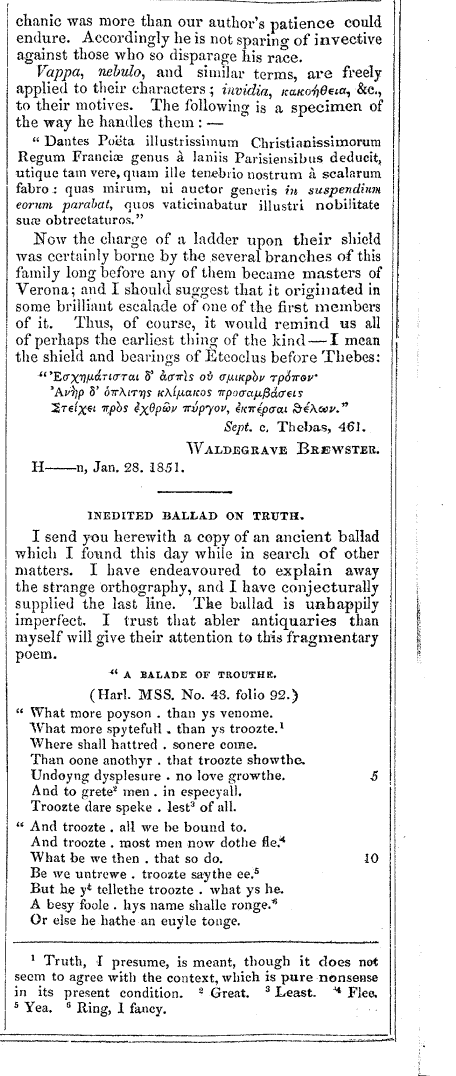 chanic was more than our author's patience could
endure. Accordingly he is not sparing of invective
against those who so disparage his race.
Vappa, nebulo, and similar terms, are freely
applied to their characters; invidia, κακοήθεια, &c.,
to their motives. The following is a specimen of
the way he handles them: —
“ Dantes Poëta illustrissimum Christianissimorum
Regum Franciæ genus à laniis Parisiensibus deducit,
utique tam vere, quam ille tenebrio nostrum à scalarum
fabro: quas mirum, ni auctor generis in suspendium
eorum parabat, quos vaticinabatur illustri nobilitate
suæ obtrectaturos.”
Now the charge of a ladder upon their shield
was certainly borne by the several branches of this
family long before any of them became masters of
Verona; and I should suggest that it originated in
some brilliant escalade of one of the first members
of it. Thus, of course, it would remind us all
of perhaps the earliest thing of the kind — I mean
the shield and bearings of Eteoclus before Thebes:
“ Ἐσχημάτισται δ' ἀσπὶς οὐ σμικρὸν τρόπον·
Ἀνὴρ δ' ὁπλίτης κλίμακος προσαμβάσεις
Στείχει πρὸς ἐχθρῶν πύργον, ἐκπέρσαι θέλων.”
Sept. c. Thebas, 461.
WALDEGRAVE BREWSTER.
H——n, Jan. 28. 1851.
INEDITED BALLAD ON TRUTH.
I send you herewith a copy of an ancient ballad
which I found this day while in search of other
matters. I have endeavoured to explain away
the strange orthography, and I have conjecturally
supplied the last line. The ballad is unhappily
imperfect. I trust that abler antiquaries than
myself will give their attention to this fragmentary
poem.
“ A BALADE OF TROUTHE.
(Harl. MSS. No. 48. folio 92.)
“ What more poyson . than ys venome.
What more spytefull . than ys troozte.¹
Where shall hattred . sonere come.
Than oone anothyr . that troozte showthe.
Undoyng dysplesure . no love growthe. 5
And to grete² men . in especyall.
Troozte dare speke . lest³ of all.
“ And troozte . all we be bound to.
And troozte . most men now dothe fle.⁴
What be we then . that so do. 10
Be we untrewe . troozte saythe ee.⁵
But he yᵗ tellethe troozte . what ys he.
A besy foole . hys name shalle ronge.⁶
Or else he hathe an euyle tonge.
¹ Truth, I presume, is meant, though it does not
seem to agree with the context, which is pure nonsense
in its present condition. ² Great. ³ Least. ⁴ Flee.
⁵ Yea. ⁶ Ring, I fancy.